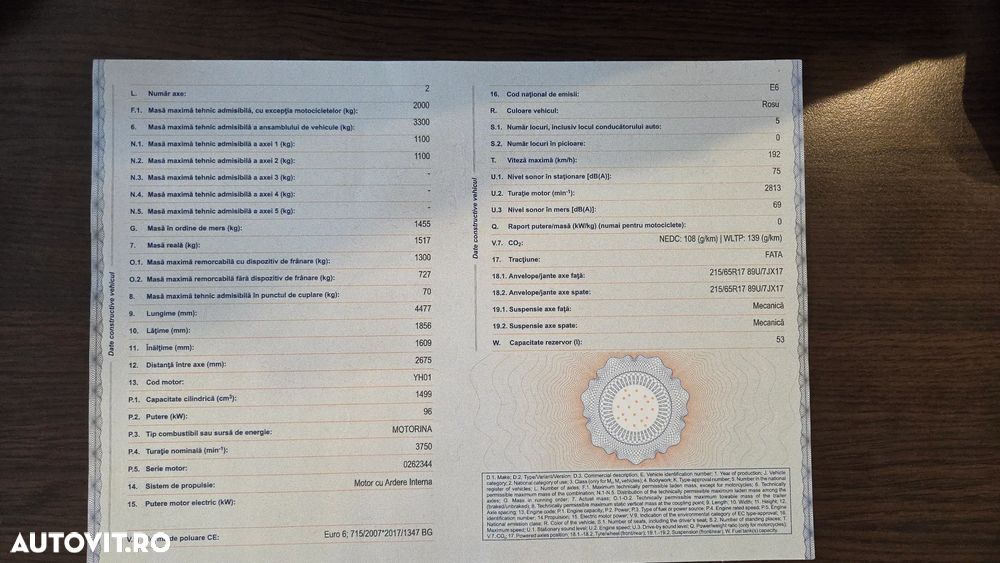 L. Număr axe: 2
F.1. Masă maximă tehnic admisibilă, cu excepția motocicletelor (kg): 2000
6. Masă maximă tehnic admisibilă a ansamblului de vehicule (kg): 3300
N.1. Masă maximă tehnic admisibilă a axei 1 (kg): 1100
N.2. Masă maximă tehnic admisibilă a axei 2 (kg): 1100
N.3. Masă maximă tehnic admisibilă a axei 3 (kg): -
N.4. Masă maximă tehnic admisibilă a axei 4 (kg): -
N.5. Masă maximă tehnic admisibilă a axei 5 (kg): -
G. Masă în ordine de mers (kg): 1455
7. Masă reală (kg): 1517
O.1. Masă maximă remorcabilă cu dispozitiv de frânare (kg): 1300
O.2. Masă maximă remorcabilă fără dispozitiv de frânare (kg): 727
8. Masă maximă tehnic admisibilă în punctul de cuplare (kg): 70
9. Lungime (mm): 4477
10. Lățime (mm): 1856
11. Înălțime (mm): 1609
12. Distanță între axe (mm): 2675
13. Cod motor: YH01
P.1. Capacitate cilindrică (cm³): 1499
P.2. Putere (kW): 96
P.3. Tip combustibil sau sursă de energie: MOTORINA
P.4. Turație nominală (min⁻¹): 3750
P.5. Serie motor: 0262344
14. Sistem de propulsie: Motor cu Ardere Interna
15. Putere motor electric (kW):
de poluare CE: Euro 6; 715/2007*2017/1347 BG
Date constructive vehicul
Date constructive vehicul
16. Cod național de emisii: E6
R. Culoare vehicul: Rosu
S.1. Număr locuri, inclusiv locul conducătorului auto: 5
S.2. Număr locuri în picioare: 0
T. Viteză maximă (km/h): 192
U.1. Nivel sonor în staționare [dB(A)]: 75
U.2. Turație motor (min⁻¹): 2813
U.3 Nivel sonor în mers [dB(A)]: 69
Q. Raport putere/masă (kW/kg) (numai pentru motociclete): 0
V.7. CO₂: NEDC: 108 (g/km) | WLTP: 139 (g/km)
17. Tracțiune: FATA
18.1. Anvelope/jante axe față: 215/65R17 89U/7JX17
18.2. Anvelope/jante axe spate: 215/65R17 89U/7JX17
19.1. Suspensie axe față: Mecanică
19.2. Suspensie axe spate: Mecanică
W. Capacitate rezervor (l): 53
AUTOVIT.RO